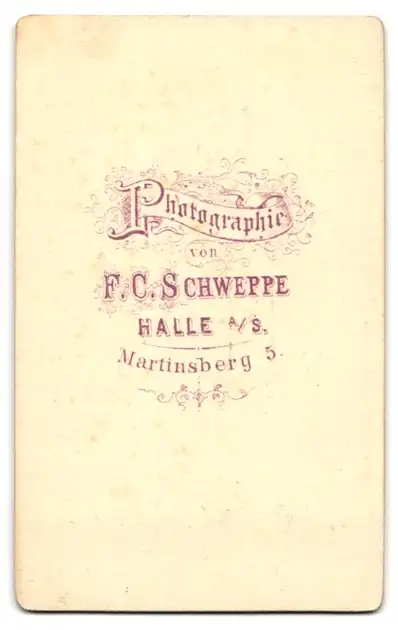 Photographie
von
F. C. SCHWEPPE
HALLE A/S,
Martinsberg 5.